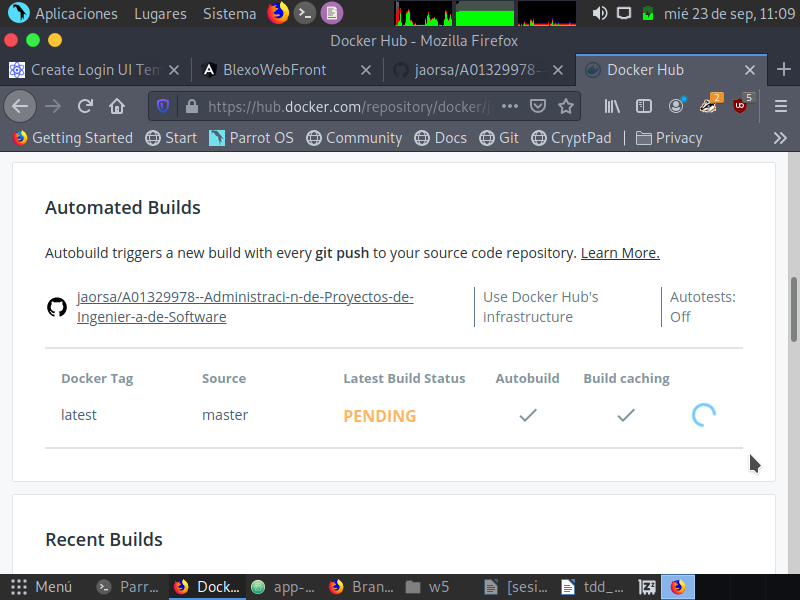 Aplicaciones Lugares Sistema mié 23 de sep, 11:09
Docker Hub - Mozilla Firefox
Create Login UI Tem BlexoWebFront jaorsa/A01329978- Docker Hub
https://hub.docker.com/repository/docker/j 2 5
Getting Started Start Parrot OS Community Docs Git CryptPad Privacy
Automated Builds
Autobuild triggers a new build with every git push to your source code repository. Learn More.
jaorsa/A01329978--Administraci-n-de-Proyectos-de-
Ingenier-a-de-Software
Use Docker Hub's
infrastructure
Autotests:
Off
Docker Tag Source Latest Build Status Autobuild Build caching
latest master PENDING
Recent Builds
Menú Parr... Dock... app-... Bran... w5 [sesi... tdd_...